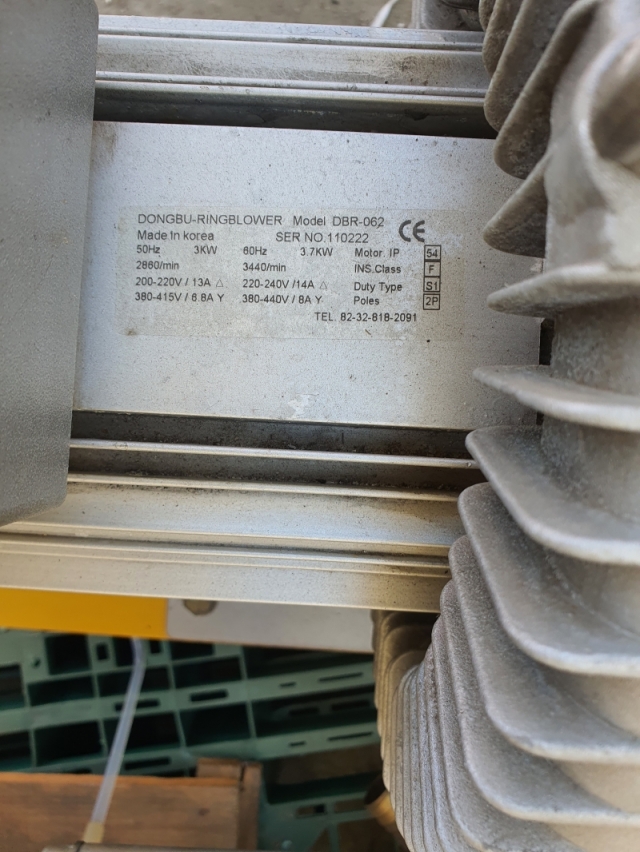 DONGBU-RINGBLOWER Model DBR-062
Made in korea SER NO.110222 CE
50Hz 3KW 60Hz 3.7KW Motor. IP 54
2860/min 3440/min INS.Class F
200-220V / 13A △ 220-240V /14A △ Duty Type S1
380-415V / 6.8A Y 380-440V / 8A Y Poles 2P
TEL. 82-32-818-2091